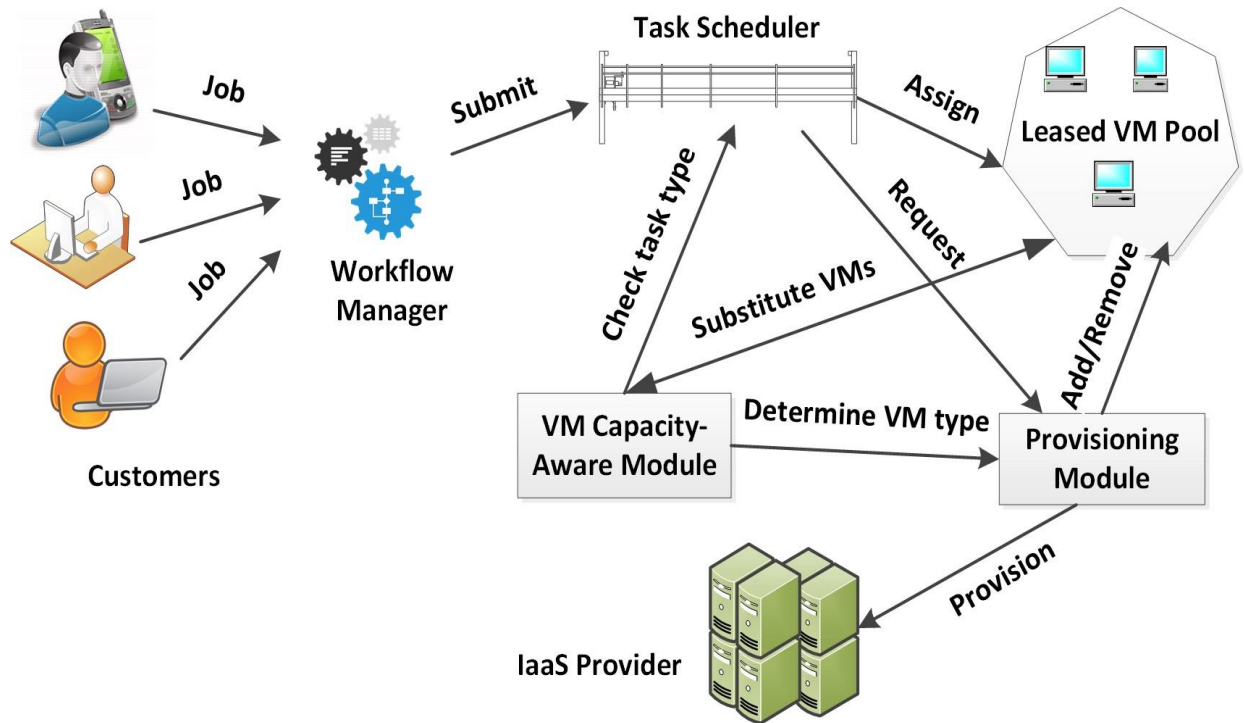 Task Scheduler
Job
Submit
Assign
Leased VM Pool
Job
Job
Workflow
Manager
Check task type
Request
Substitute VMs
Add/Remove
VM Capacity-
Aware Module
Determine VM type
Provisioning
Module
Customers
Provision
IaaS Provider